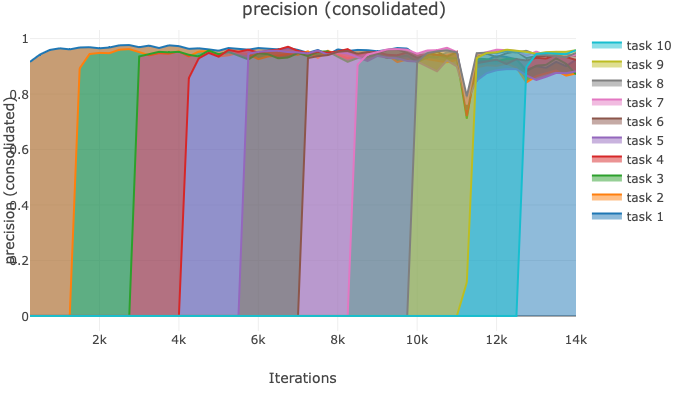 precision (consolidated)
precision (consolidated)
1
0.8
0.6
0.4
0.2
0
2k
4k
6k
8k
10k
12k
14k
Iterations
task 10
task 9
task 8
task 7
task 6
task 5
task 4
task 3
task 2
task 1